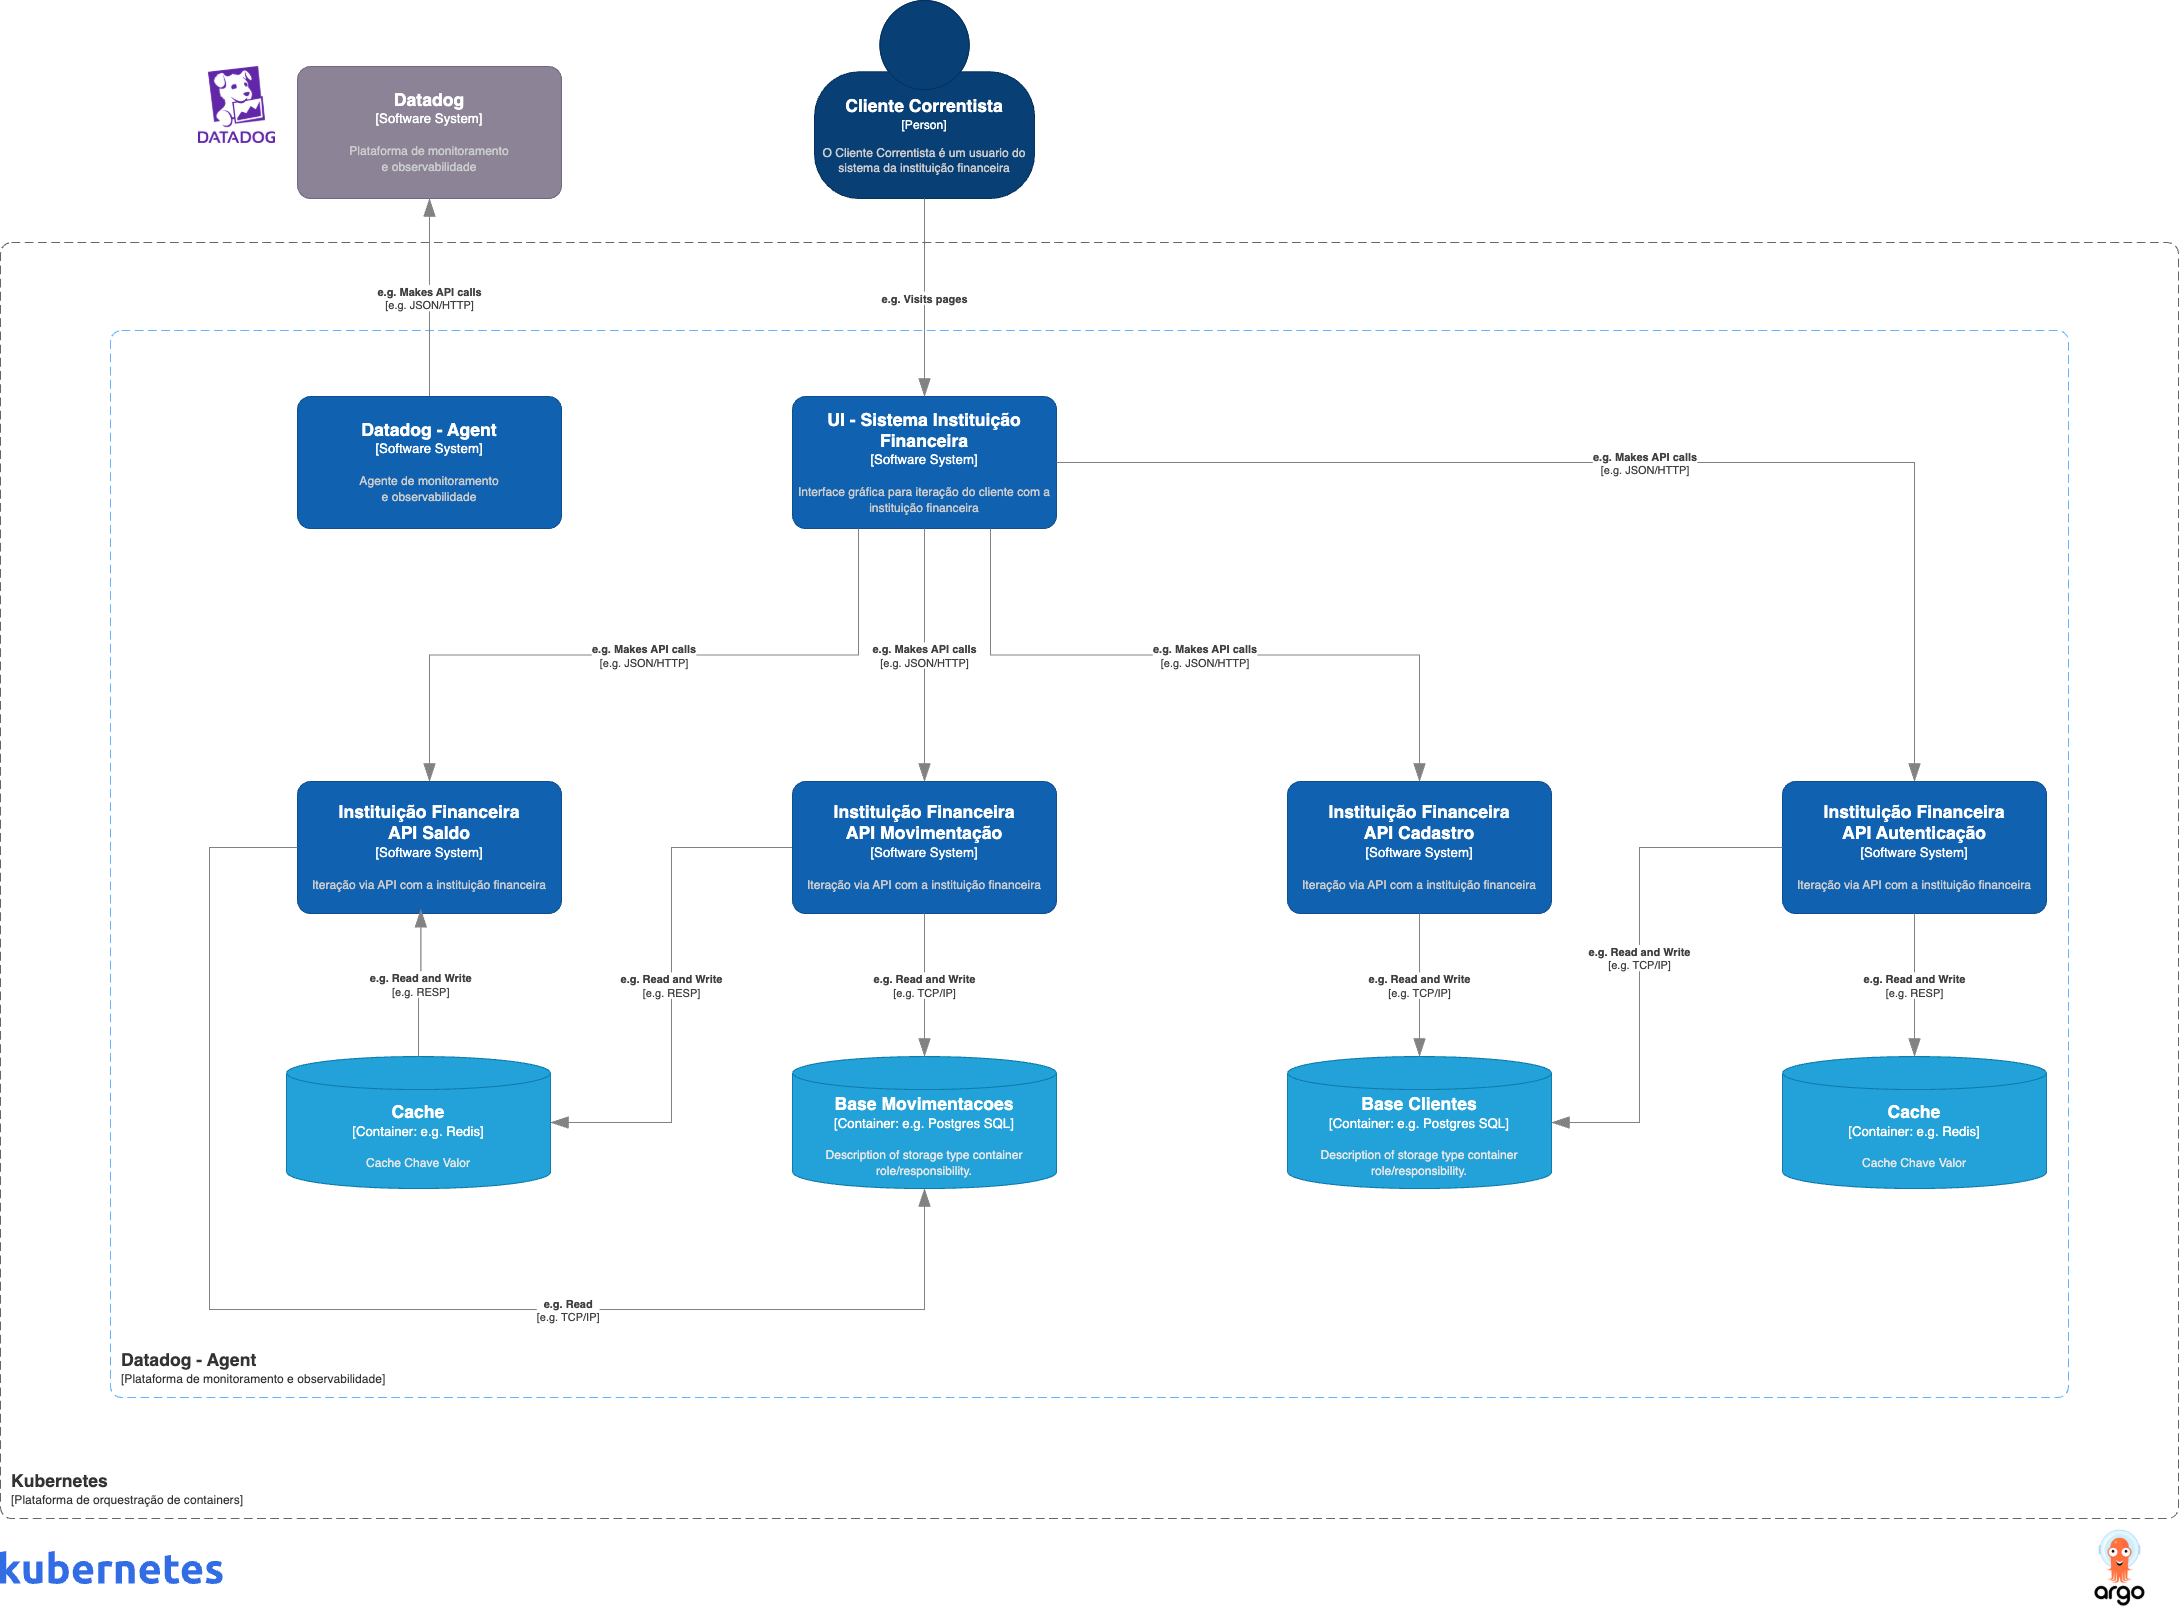 DATADOG
Datadog
[Software System]
Plataforma de monitoramento
e observabilidade
Cliente Correntista
[Person]
O Cliente Correntista é um usuario do
sistema da instituição financeira
e.g. Makes API calls
[e.g. JSON/HTTP]
e.g. Visits pages
Datadog - Agent
[Software System]
Agente de monitoramento
e observabilidade
UI - Sistema Instituição
Financeira
[Software System]
Interface gráfica para iteração do cliente com a
instituição financeira
e.g. Makes API calls
[e.g. JSON/HTTP]
e.g. Makes API calls
[e.g. JSON/HTTP]
e.g. Makes API calls
[e.g. JSON/HTTP]
e.g. Makes API calls
[e.g. JSON/HTTP]
Instituição Financeira
API Saldo
[Software System]
Iteração via API com a instituição financeira
Instituição Financeira
API Movimentação
[Software System]
Iteração via API com a instituição financeira
Instituição Financeira
API Cadastro
[Software System]
Iteração via API com a instituição financeira
Instituição Financeira
API Autenticação
[Software System]
Iteração via API com a instituição financeira
e.g. Read and Write
[e.g. RESP]
e.g. Read and Write
[e.g. RESP]
e.g. Read and Write
[e.g. TCP/IP]
e.g. Read and Write
[e.g. TCP/IP]
e.g. Read and Write
[e.g. TCP/IP]
e.g. Read and Write
[e.g. RESP]
Cache
[Container: e.g. Redis]
Cache Chave Valor
Base Movimentacoes
[Container: e.g. Postgres SQL]
Description of storage type container
role/responsibility.
Base Clientes
[Container: e.g. Postgres SQL]
Description of storage type container
role/responsibility.
Cache
[Container: e.g. Redis]
Cache Chave Valor
e.g. Read
[e.g. TCP/IP]
Datadog - Agent
[Plataforma de monitoramento e observabilidade]
Kubernetes
[Plataforma de orquestração de containers]
kubernetes
argo